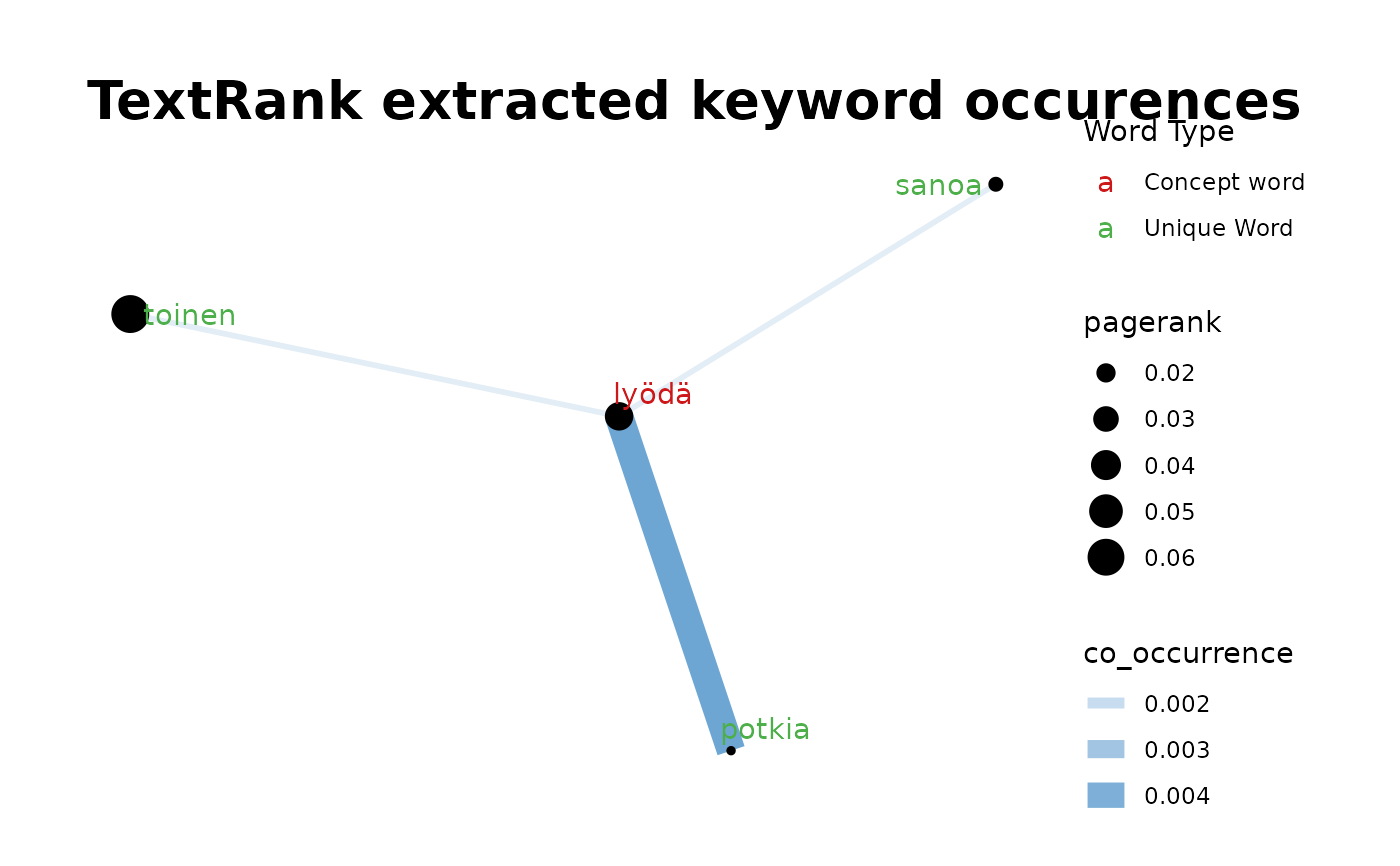 TextRank extracted keyword occurences
Word Type
a Concept word
a Unique Word
sanoa
toinen
lyödä
potkia
pagerank
0.02
0.03
0.04
0.05
0.06
co_occurrence
0.002
0.003
0.004